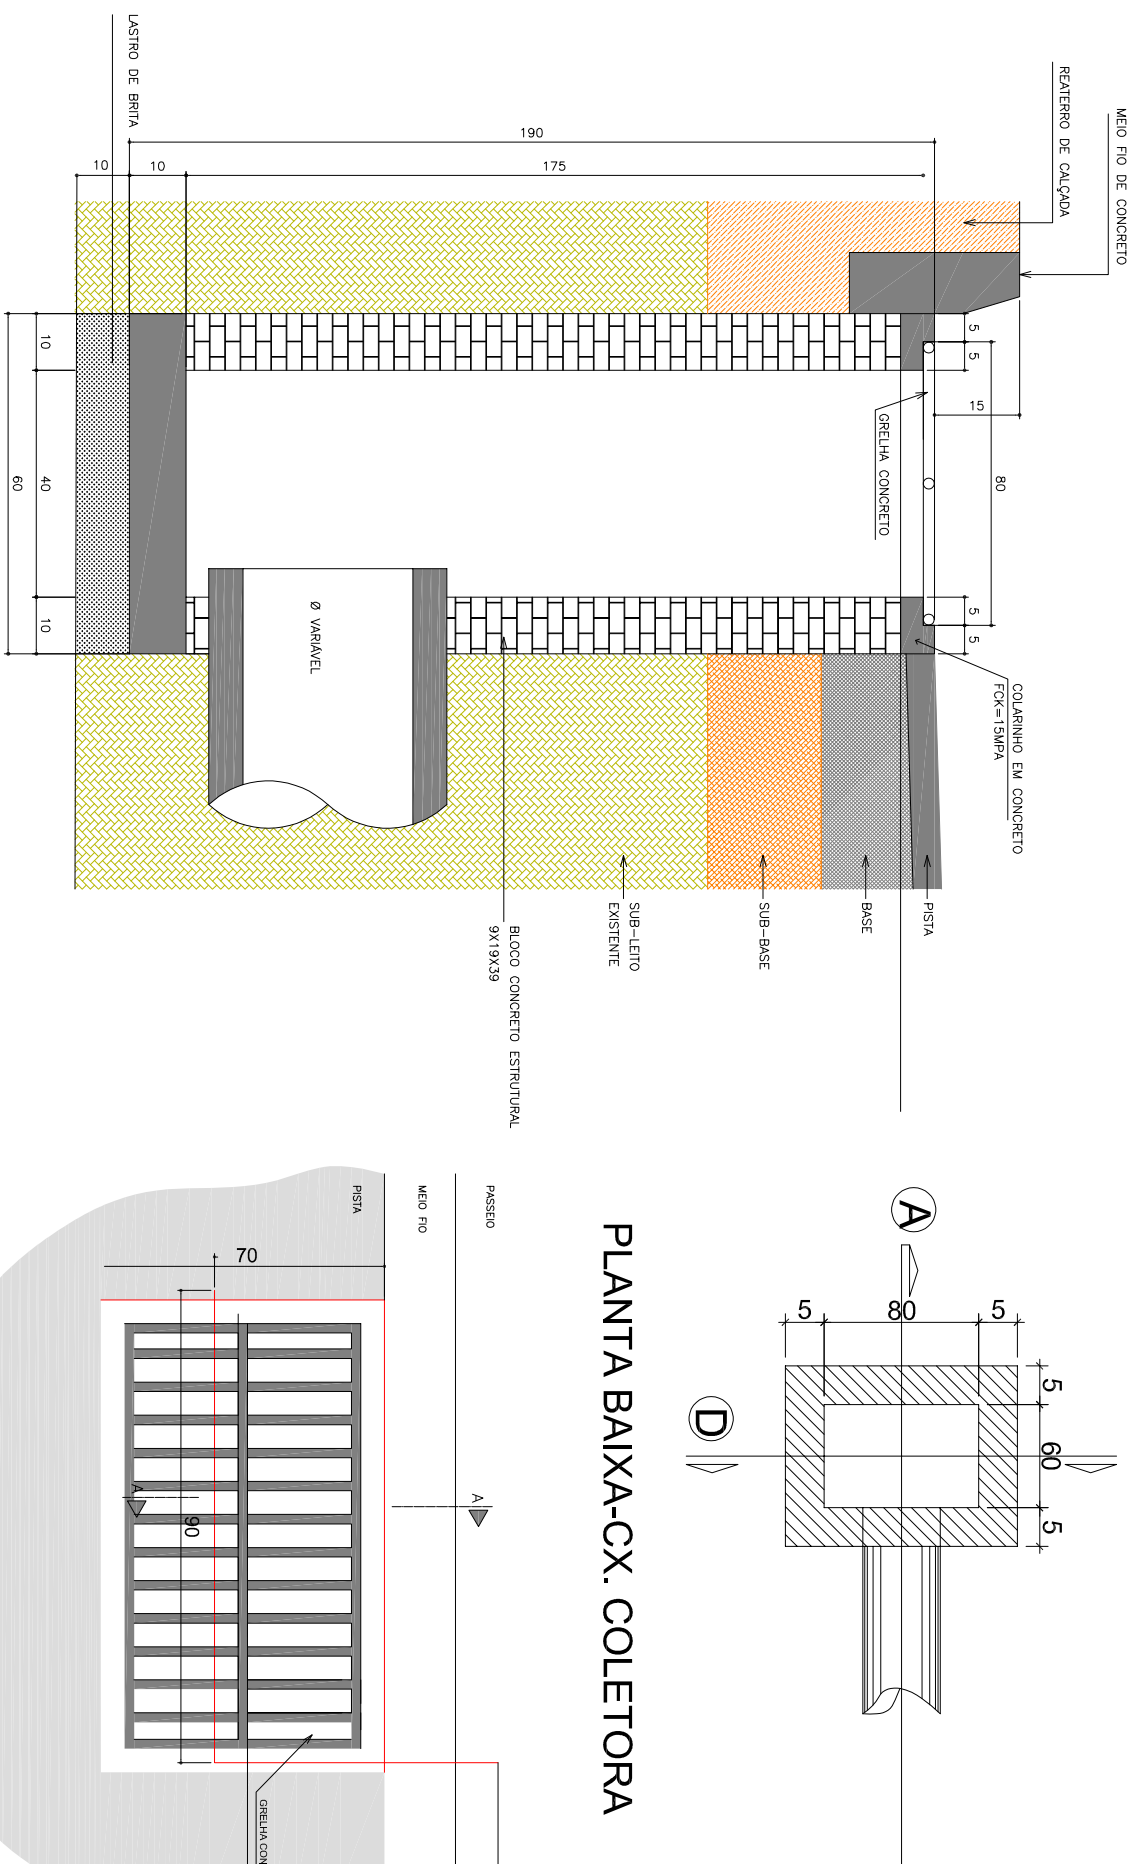 MEIO FIO DE CONCRETO
REATERRO DE CALÇADA
LASTRO DE BRITA
190
10
10
175
5
5
15
80
GRELHA CONCRETO
5
5
10
40
10
60
Ø VARIÁVEL
COLARINHO EM CONCRETO
FCK=15MPA
PISTA
BASE
SUB-BASE
SUB-LEITO
EXISTENTE
BLOCO CONCRETO ESTRUTURAL
9X19X39
A
5
80
5
5
60
5
D
PLANTA BAIXA-CX. COLETORA
PASSEIO
MEIO FIO
PISTA
70
A
A
90
GRELHA CON